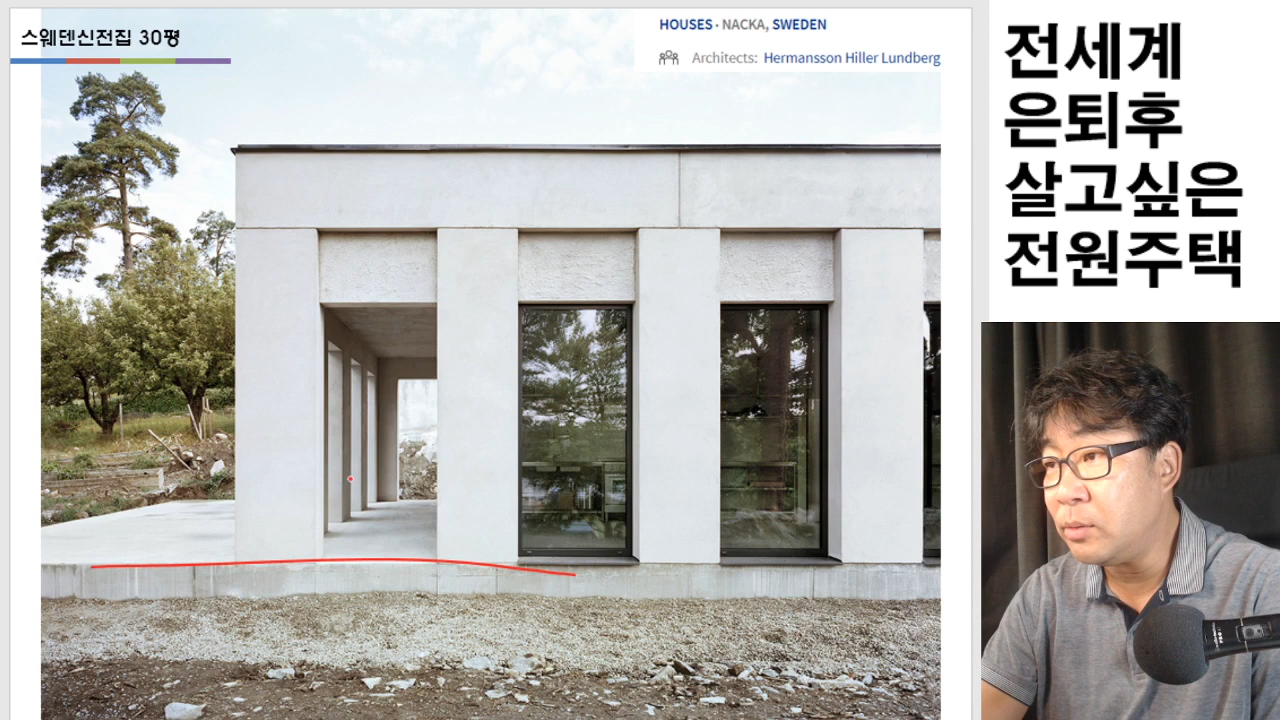 스웨덴신전집 30평
HOUSES · NACKA, SWEDEN
Architects: Hermansson Hiller Lundberg
전세계
은퇴후
살고싶은
전원주택